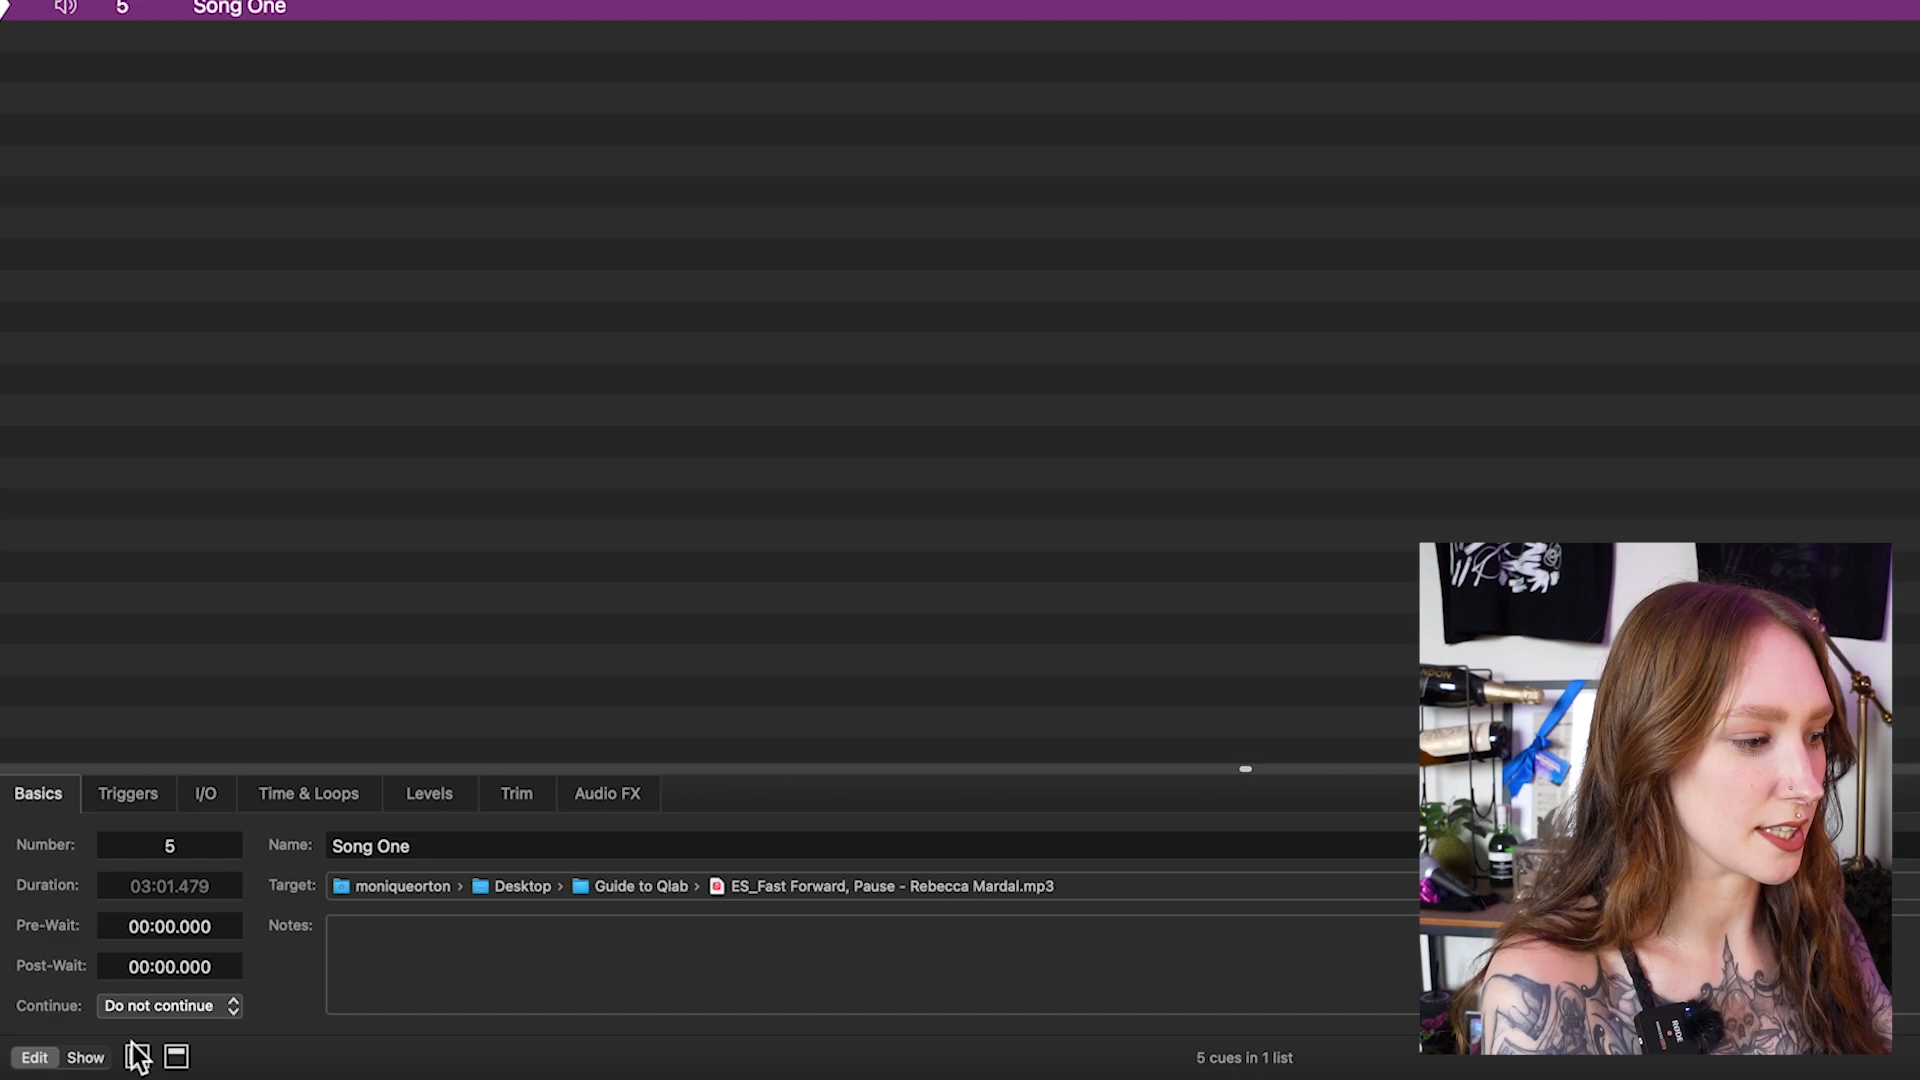 5 Song One
Basics Triggers I/O Time & Loops Levels Trim Audio FX
Number: 5 Name: Song One
Duration: 03:01.479 Target: moniqueorton › Desktop › Guide to Qlab › ES_Fast Forward, Pause - Rebecca Mardal.mp3
Pre-Wait: 00:00.000 Notes:
Post-Wait: 00:00.000
Continue: Do not continue
Edit Show 5 cues in 1 list
RØDE